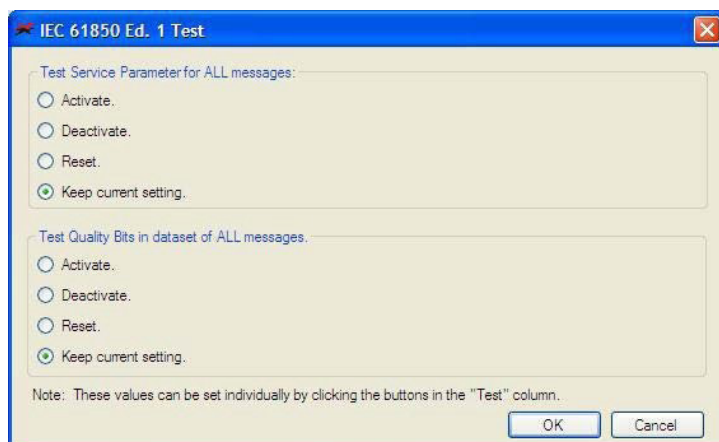 IEC 61850 Ed. 1 Test
Test Service Parameter for ALL messages:
Activate.
Deactivate.
Reset.
Keep current setting.
Test Quality Bits in dataset of ALL messages.
Activate.
Deactivate.
Reset.
Keep current setting.
Note: These values can be set individually by clicking the buttons in the "Test" column.
OK Cancel